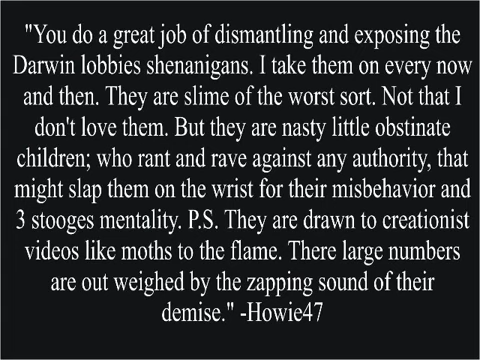 "You do a great job of dismantling and exposing the
Darwin lobbies shenanigans. I take them on every now
and then. They are slime of the worst sort. Not that I
don't love them. But they are nasty little obstinate
children; who rant and rave against any authority, that
might slap them on the wrist for their misbehavior and
3 stooges mentality. P.S. They are drawn to creationist
videos like moths to the flame. There large numbers
are out weighed by the zapping sound of their
demise." -Howie47